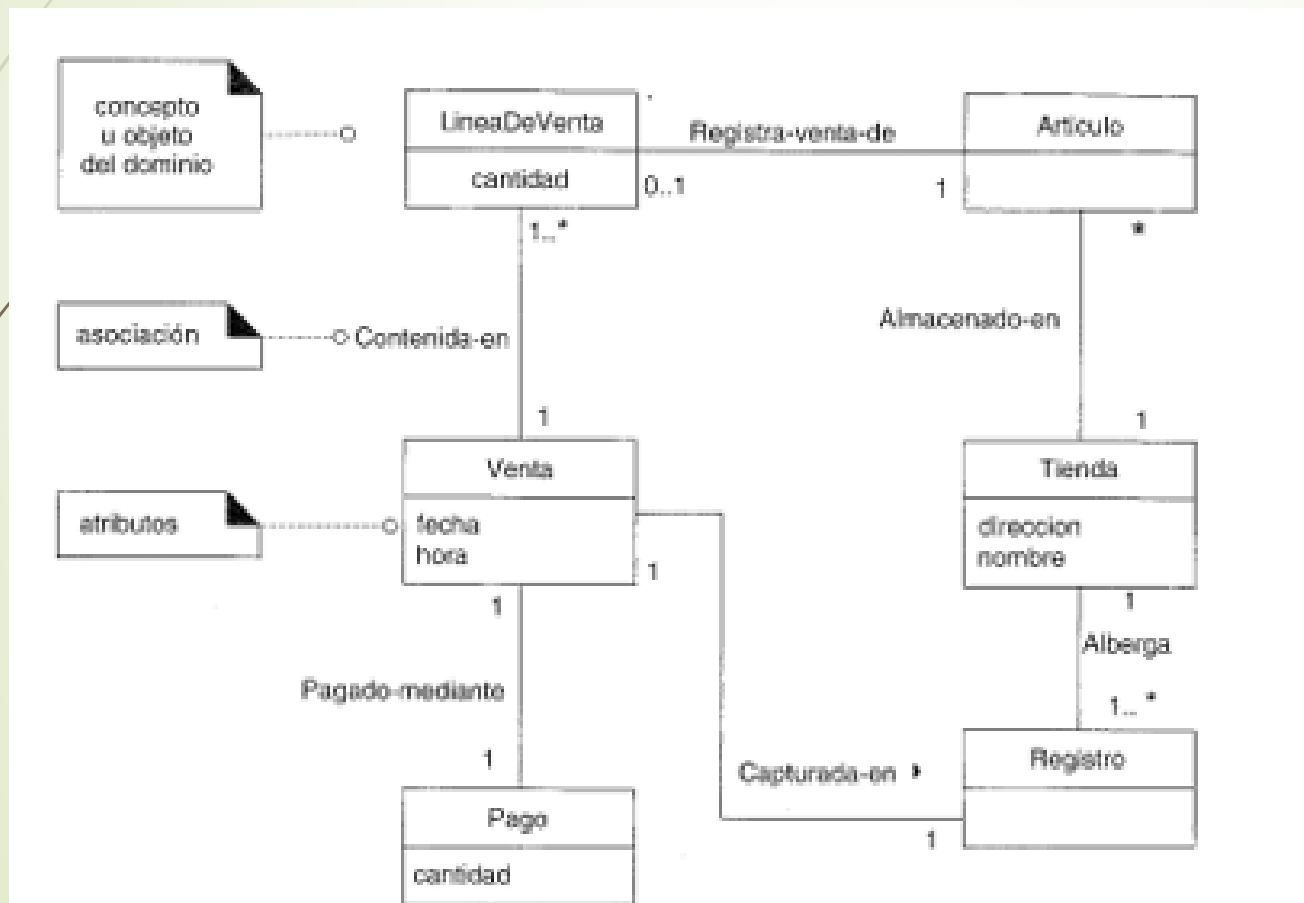 concepto
u objeto
del dominio
LineaDeVenta
cantidad
Registra-venta-de
0..1
1
Artículo
1..*
*
asociación
Contenida-en
Almacenado-en
1
1
Venta
fecha
hora
atributos
Tienda
direccion
nombre
1
1
1
Alberga
Pagado-mediante
1..*
1
Capturada-en
Registro
1
Pago
cantidad